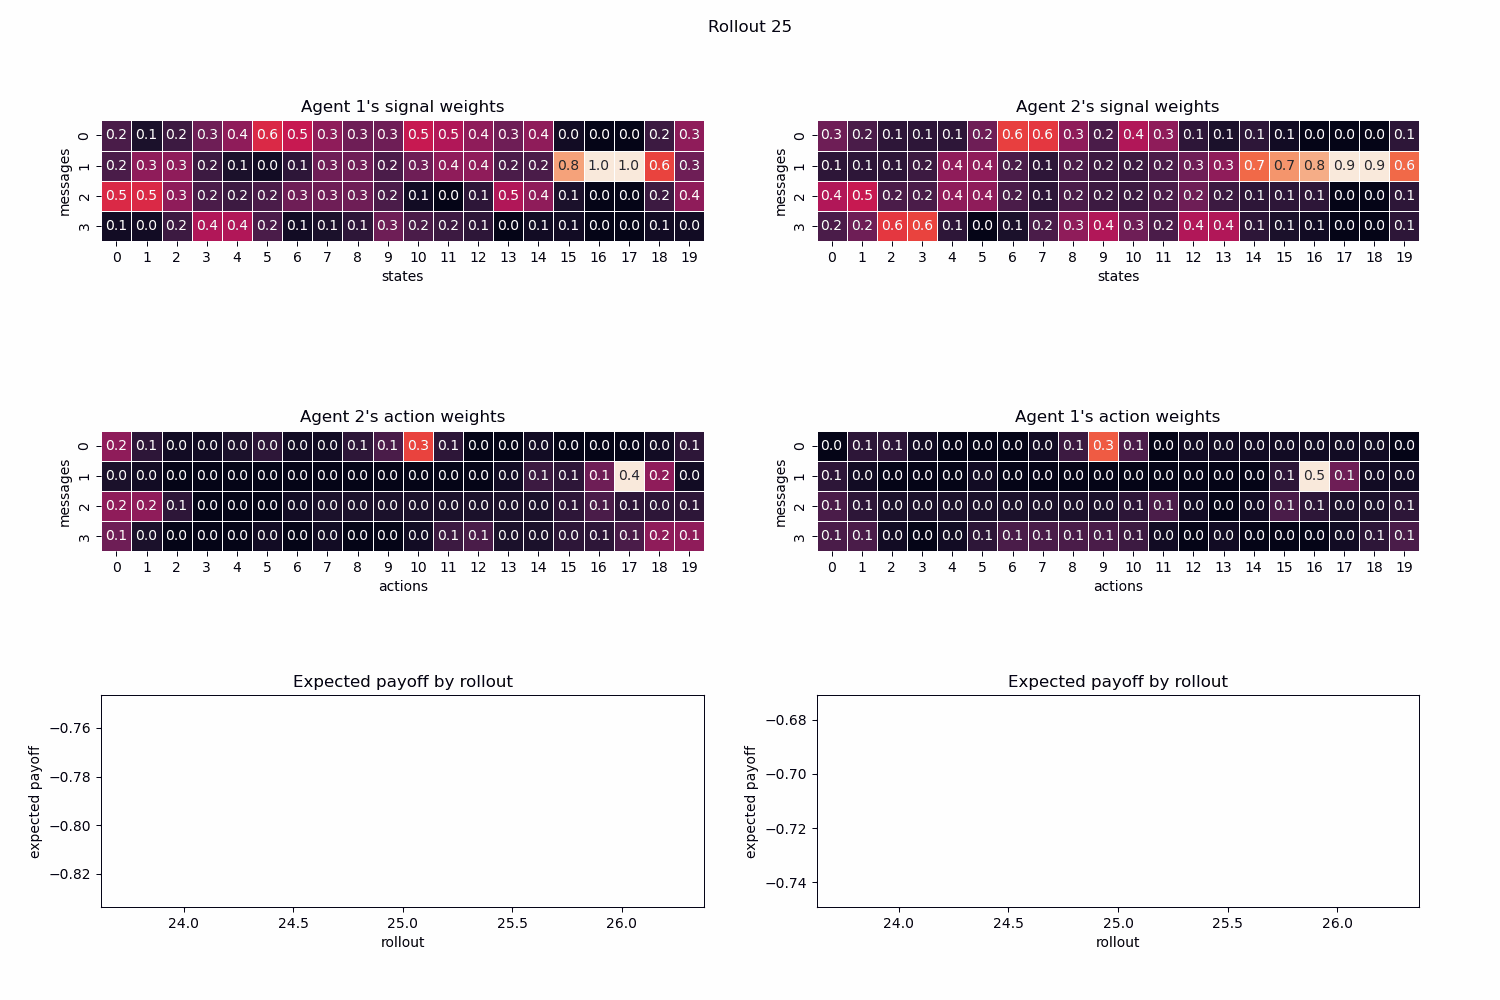 Rollout 25
Agent 1's signal weights
messages
0 0.2 0.1 0.2 0.3 0.4 0.6 0.5 0.3 0.3 0.3 0.5 0.5 0.4 0.3 0.4 0.0 0.0 0.0 0.2 0.3
1 0.2 0.3 0.3 0.2 0.1 0.0 0.1 0.3 0.3 0.2 0.3 0.4 0.4 0.2 0.2 0.8 1.0 1.0 0.6 0.3
2 0.5 0.5 0.3 0.2 0.2 0.2 0.3 0.3 0.3 0.2 0.1 0.0 0.1 0.5 0.4 0.1 0.0 0.0 0.2 0.4
3 0.1 0.0 0.2 0.4 0.4 0.2 0.1 0.1 0.1 0.3 0.2 0.2 0.1 0.0 0.1 0.1 0.0 0.0 0.1 0.0
0 1 2 3 4 5 6 7 8 9 10 11 12 13 14 15 16 17 18 19
states
Agent 2's signal weights
messages
0 0.3 0.2 0.1 0.1 0.1 0.2 0.6 0.6 0.3 0.2 0.4 0.3 0.1 0.1 0.1 0.1 0.0 0.0 0.0 0.1
1 0.1 0.1 0.1 0.2 0.4 0.4 0.2 0.1 0.2 0.2 0.2 0.2 0.3 0.3 0.7 0.7 0.8 0.9 0.9 0.6
2 0.4 0.5 0.2 0.2 0.4 0.4 0.2 0.1 0.2 0.2 0.2 0.2 0.2 0.2 0.1 0.1 0.1 0.0 0.0 0.1
3 0.2 0.2 0.6 0.6 0.1 0.0 0.1 0.2 0.3 0.4 0.3 0.2 0.4 0.4 0.1 0.1 0.1 0.0 0.0 0.1
0 1 2 3 4 5 6 7 8 9 10 11 12 13 14 15 16 17 18 19
states
Agent 2's action weights
messages
0 0.2 0.1 0.0 0.0 0.0 0.0 0.0 0.0 0.1 0.1 0.3 0.1 0.0 0.0 0.0 0.0 0.0 0.0 0.0 0.1
1 0.0 0.0 0.0 0.0 0.0 0.0 0.0 0.0 0.0 0.0 0.0 0.0 0.0 0.0 0.1 0.1 0.1 0.4 0.2 0.0
2 0.2 0.2 0.1 0.0 0.0 0.0 0.0 0.0 0.0 0.0 0.0 0.0 0.0 0.0 0.0 0.1 0.1 0.1 0.0 0.1
3 0.1 0.0 0.0 0.0 0.0 0.0 0.0 0.0 0.0 0.0 0.0 0.1 0.1 0.0 0.0 0.0 0.1 0.1 0.2 0.1
0 1 2 3 4 5 6 7 8 9 10 11 12 13 14 15 16 17 18 19
actions
Agent 1's action weights
messages
0 0.0 0.1 0.1 0.0 0.0 0.0 0.0 0.0 0.1 0.3 0.1 0.0 0.0 0.0 0.0 0.0 0.0 0.0 0.0 0.0
1 0.1 0.0 0.0 0.0 0.0 0.0 0.0 0.0 0.0 0.0 0.0 0.0 0.0 0.0 0.0 0.1 0.5 0.1 0.0 0.0
2 0.1 0.1 0.0 0.0 0.0 0.0 0.0 0.0 0.0 0.0 0.1 0.1 0.0 0.0 0.0 0.1 0.1 0.0 0.0 0.1
3 0.1 0.1 0.0 0.0 0.0 0.1 0.1 0.1 0.1 0.1 0.1 0.0 0.0 0.0 0.0 0.0 0.0 0.0 0.1 0.1
0 1 2 3 4 5 6 7 8 9 10 11 12 13 14 15 16 17 18 19
actions
Expected payoff by rollout
expected payoff
−0.76
−0.78
−0.80
−0.82
24.0 24.5 25.0 25.5 26.0
rollout
Expected payoff by rollout
expected payoff
−0.68
−0.70
−0.72
−0.74
24.0 24.5 25.0 25.5 26.0
rollout